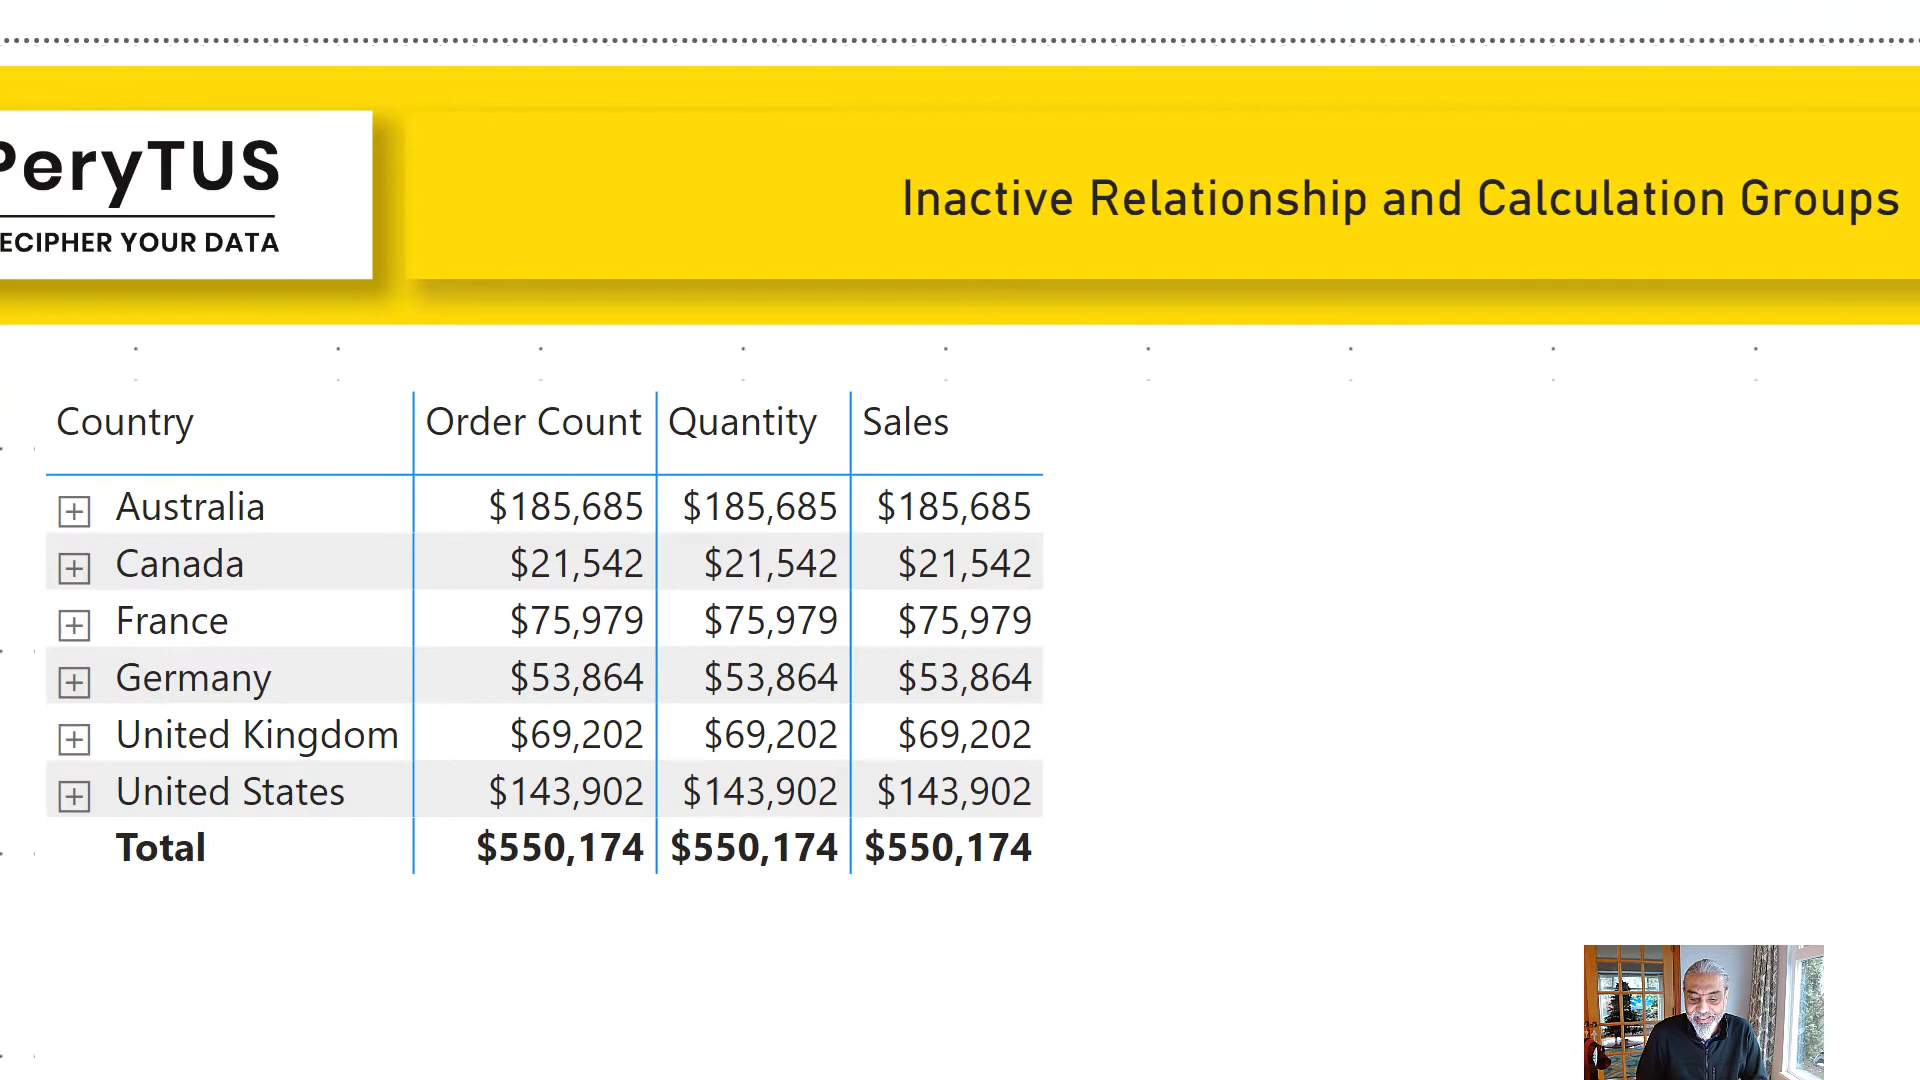 PeryTUS
ECIPHER YOUR DATA
Inactive Relationship and Calculation Groups
Country Order Count Quantity Sales
Australia $185,685 $185,685 $185,685
Canada $21,542 $21,542 $21,542
France $75,979 $75,979 $75,979
Germany $53,864 $53,864 $53,864
United Kingdom $69,202 $69,202 $69,202
United States $143,902 $143,902 $143,902
Total $550,174 $550,174 $550,174